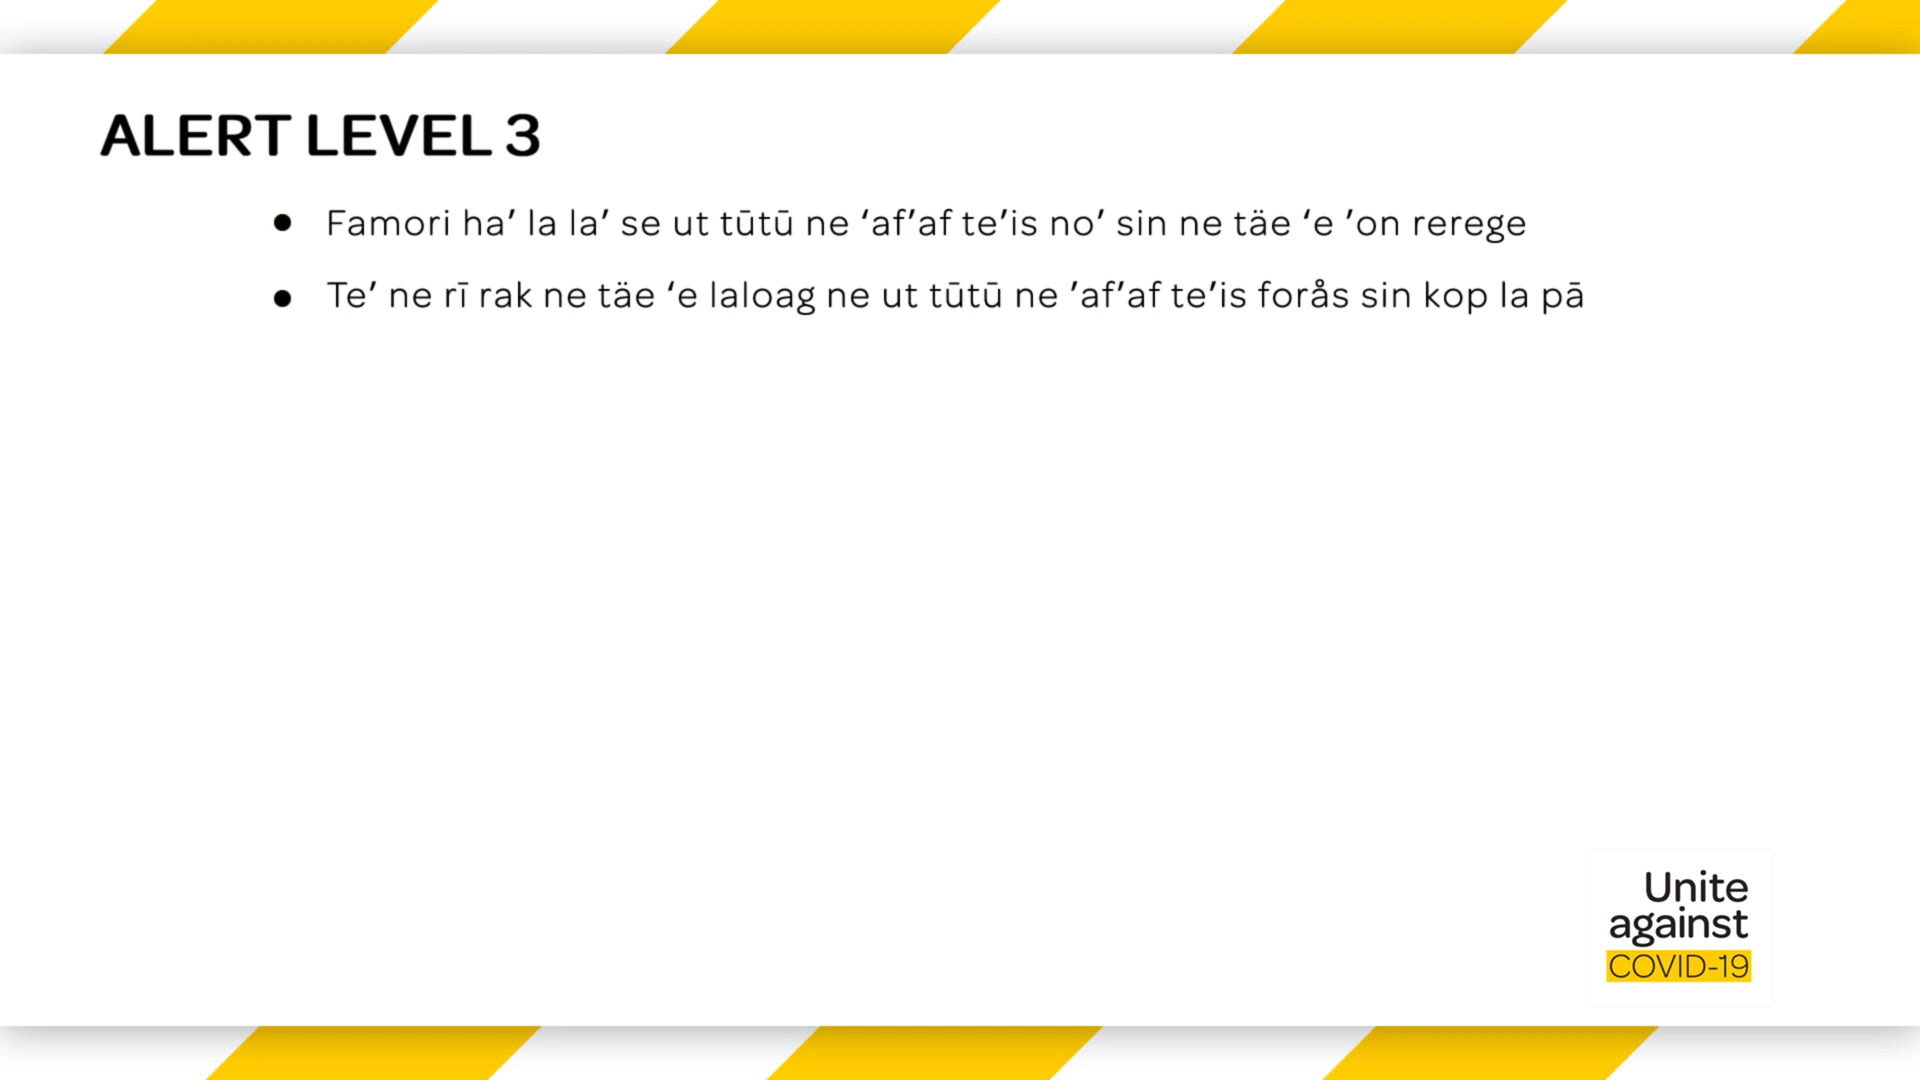 ALERT LEVEL 3
● Famori ha’ la la’ se ut tūtū ne ‘af’af te’is no’ sin ne täe ‘e ’on rerege
● Te’ ne rī rak ne täe ‘e laloag ne ut tūtū ne ’af’af te’is forås sin kop la pā
Unite
against
COVID-19